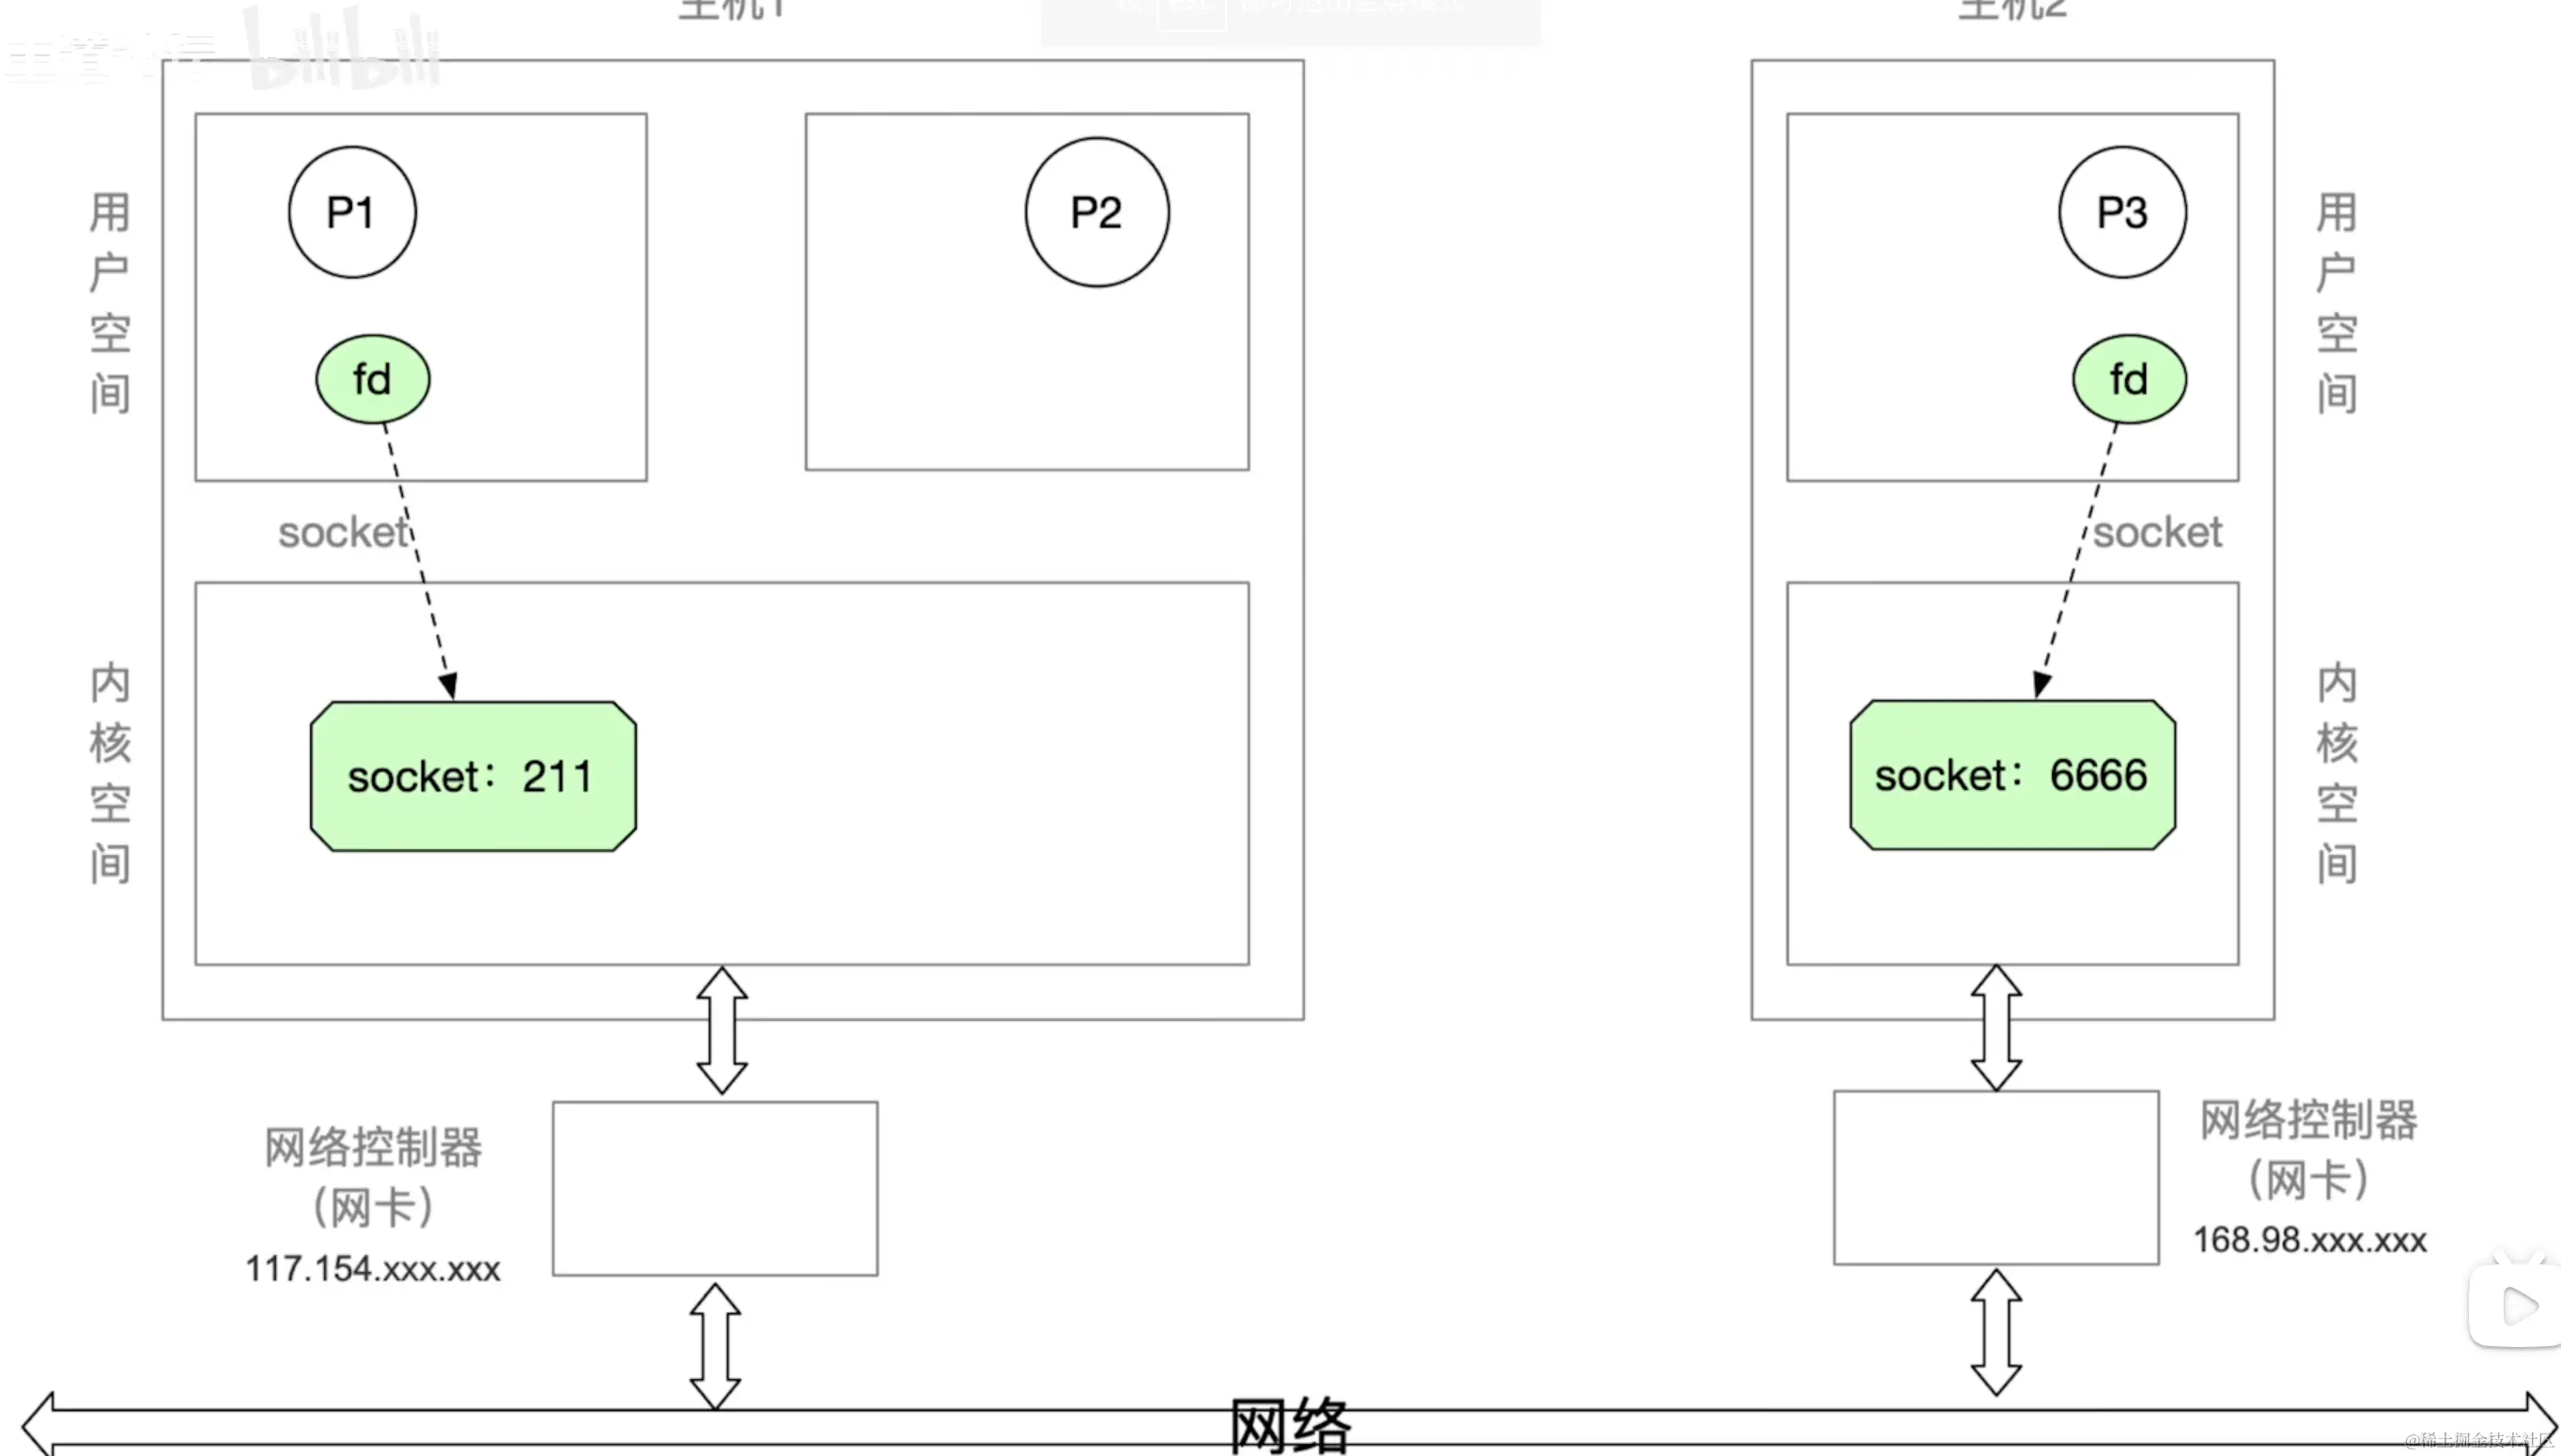 主机1
主机2
bilibili
P1
P2
P3
用户空间
用户空间
fd
fd
socket
socket
内核空间
内核空间
socket: 211
socket: 6666
网络控制器
(网卡)
117.154.xxx.xxx
网络控制器
(网卡)
168.98.xxx.xxx
网络
@稀土掘金技术社区